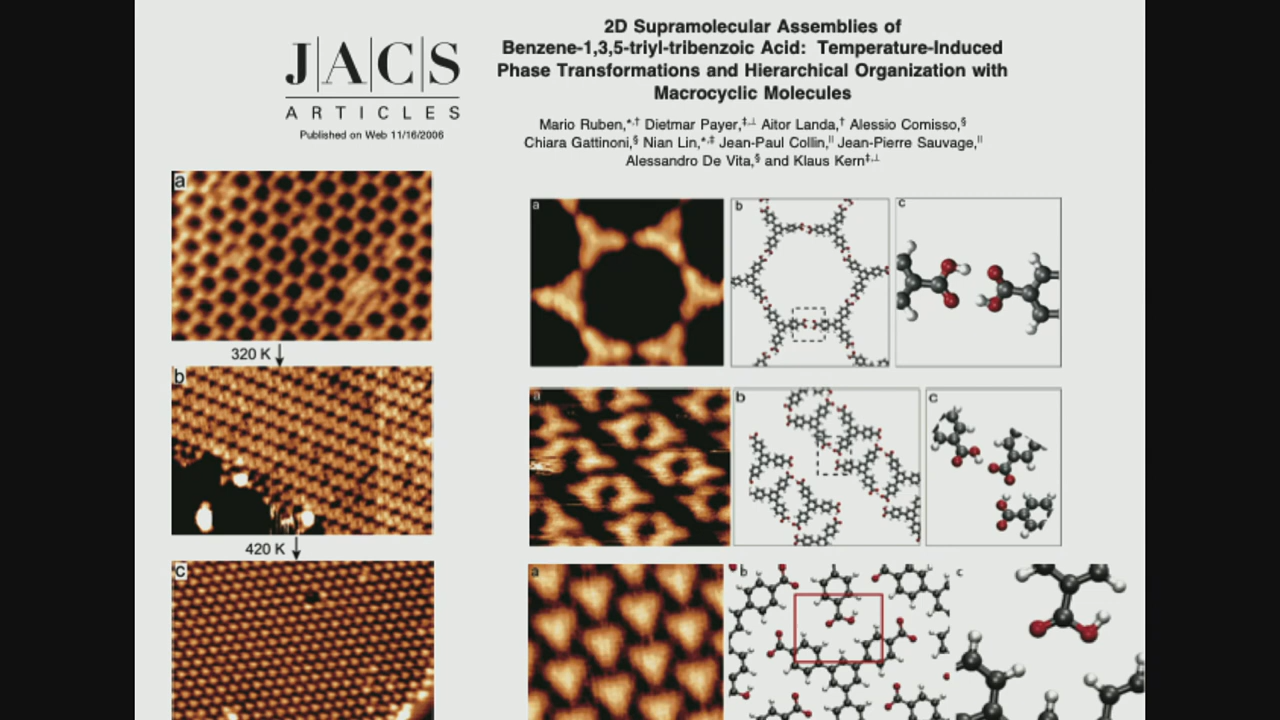 2D Supramolecular Assemblies of
Benzene-1,3,5-triyl-tribenzoic Acid: Temperature-Induced
Phase Transformations and Hierarchical Organization with
Macrocyclic Molecules
J|A|C|S
ARTICLES
Published on Web 11/16/2006
Mario Ruben,*,† Dietmar Payer,‡,⊥ Aitor Landa,† Alessio Comisso,§
Chiara Gattinoni,§ Nian Lin,*,‡ Jean-Paul Collin,|| Jean-Pierre Sauvage,||
Alessandro De Vita,§ and Klaus Kern‡,⊥
a
320 K
b
420 K
c
a b c
a b c
a b c